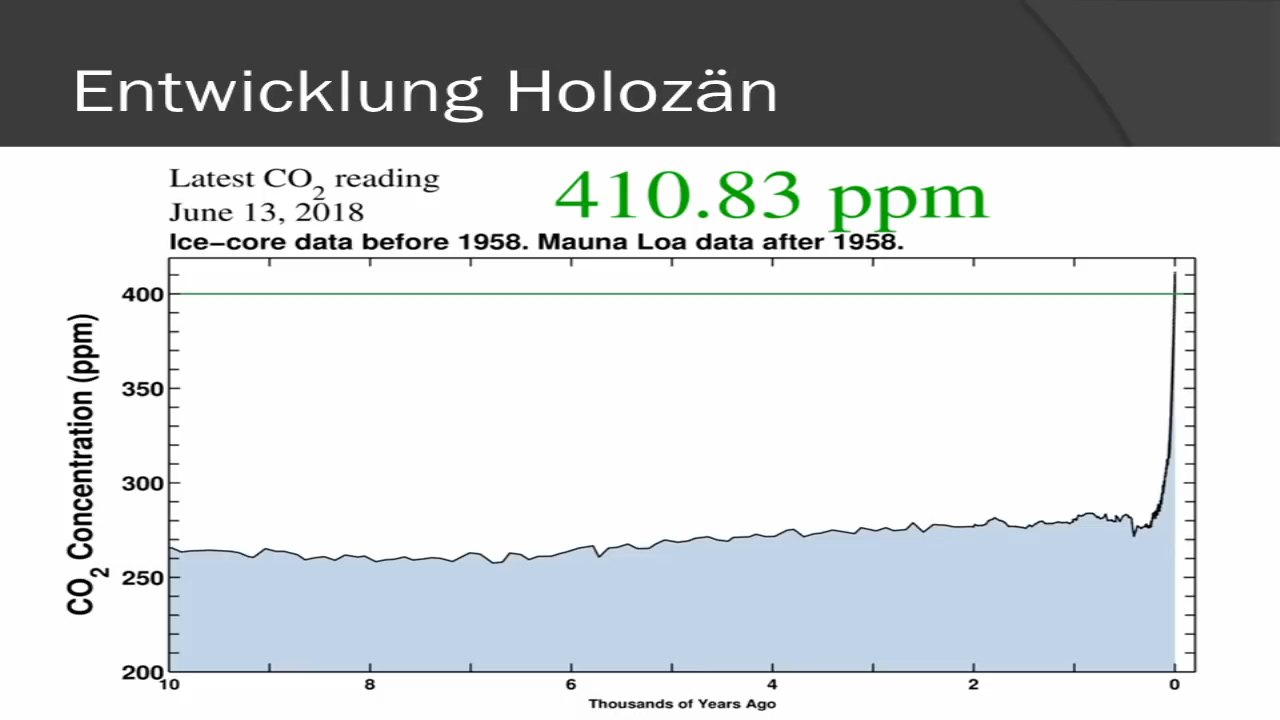 Entwicklung Holozän
Latest CO2 reading
June 13, 2018
410.83 ppm
Ice-core data before 1958. Mauna Loa data after 1958.
CO2 Concentration (ppm)
400
350
300
250
200
10 8 6 4 2 0
Thousands of Years Ago